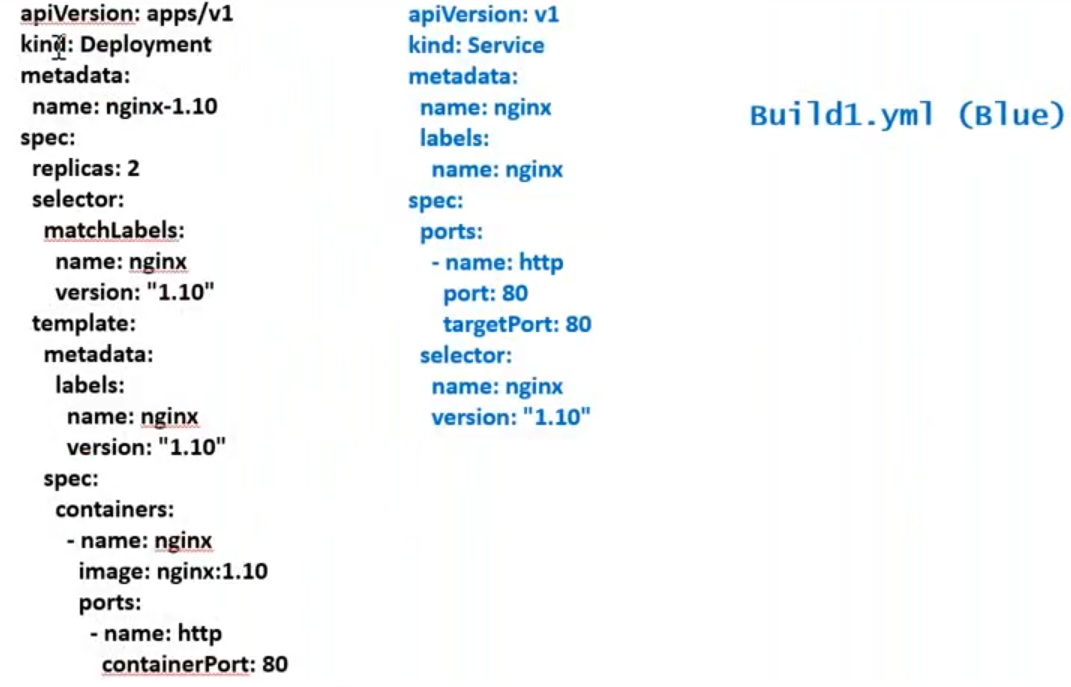 apiVersion: apps/v1
kind: Deployment
metadata:
  name: nginx-1.10
spec:
  replicas: 2
  selector:
    matchLabels:
      name: nginx
      version: "1.10"
  template:
    metadata:
      labels:
        name: nginx
        version: "1.10"
    spec:
      containers:
        - name: nginx
          image: nginx:1.10
          ports:
            - name: http
              containerPort: 80
apiVersion: v1
kind: Service
metadata:
  name: nginx
  labels:
    name: nginx
spec:
  ports:
    - name: http
      port: 80
      targetPort: 80
  selector:
    name: nginx
    version: "1.10"
Build1.yml (Blue)